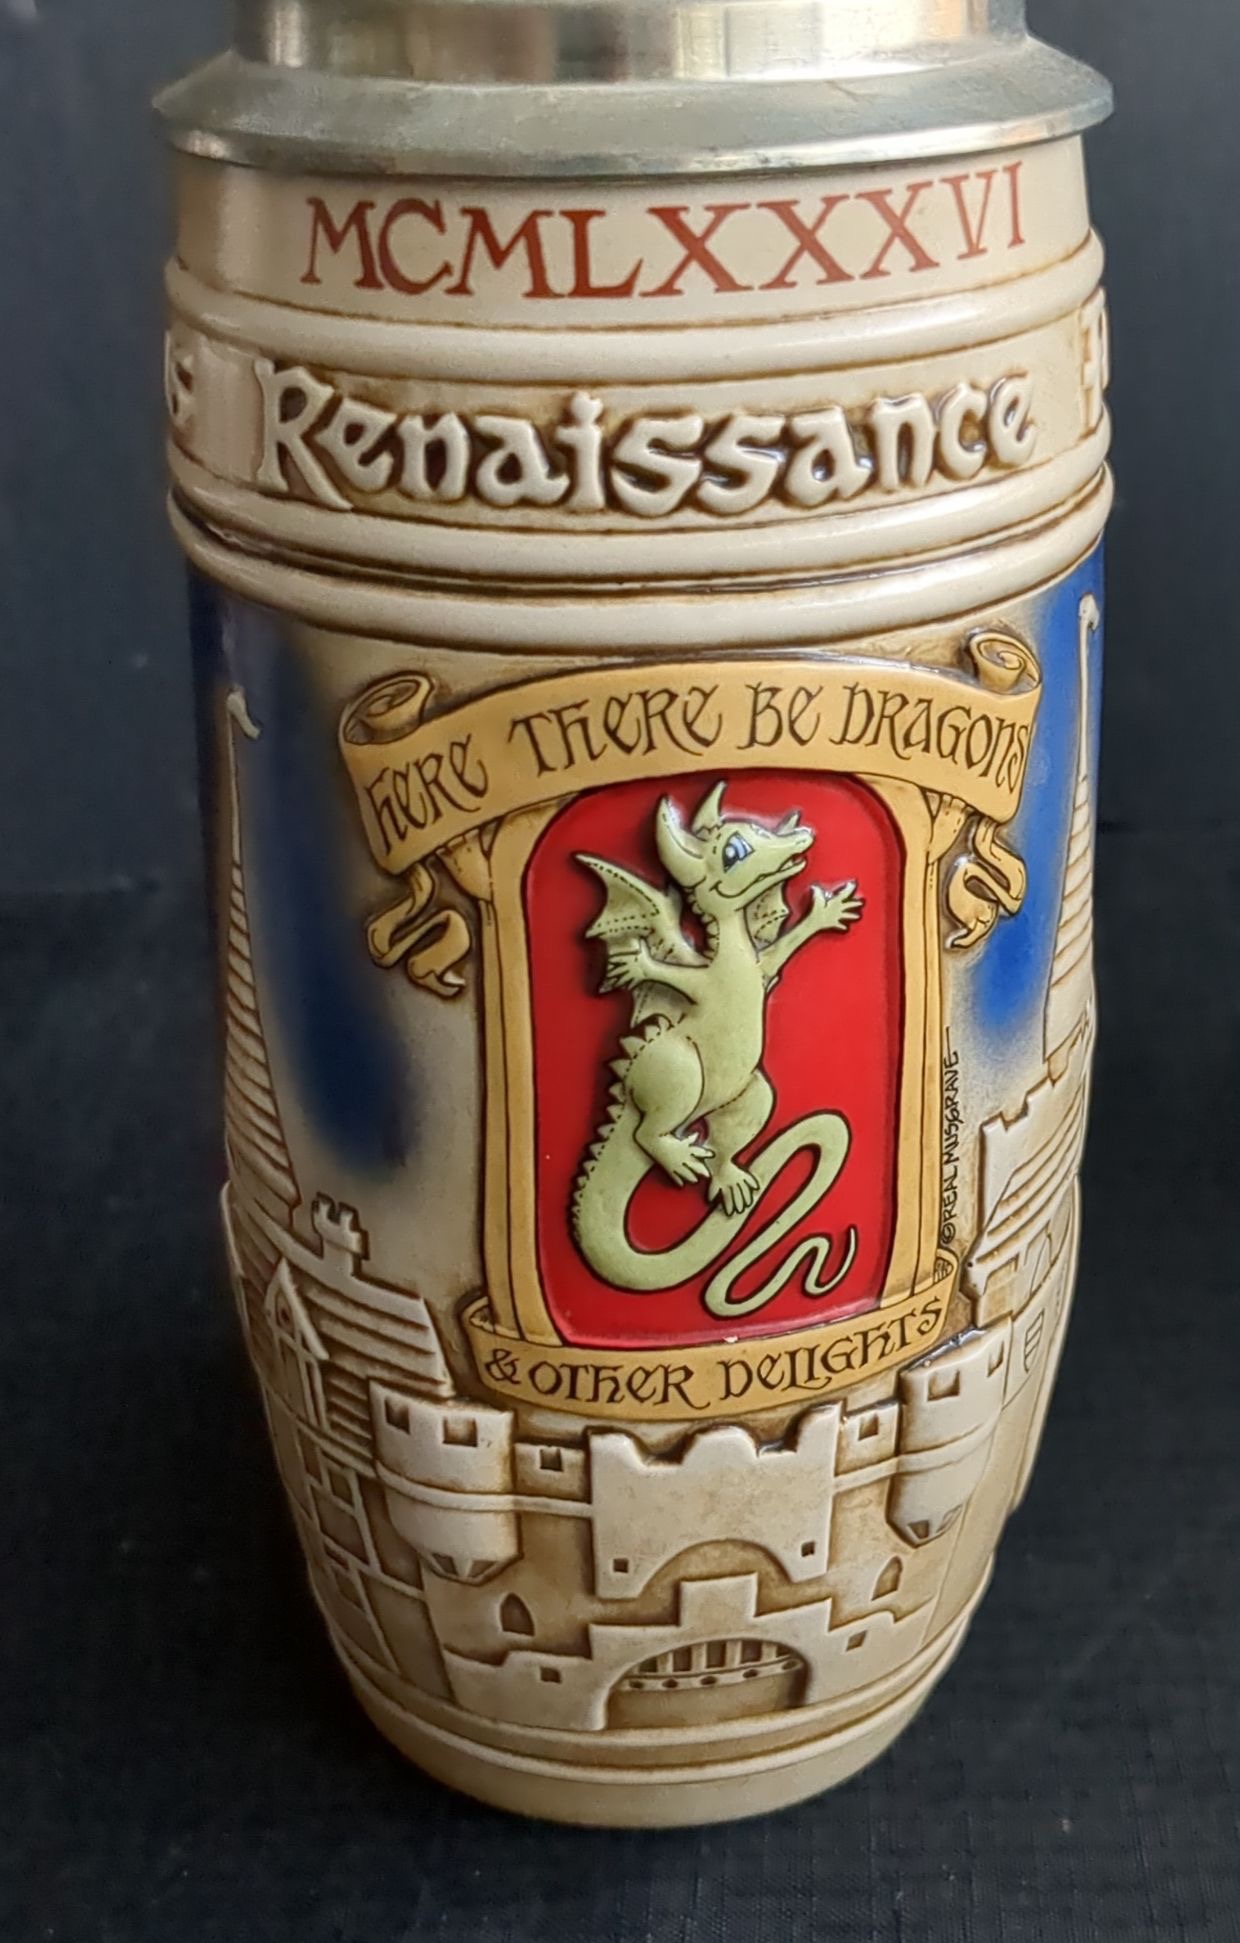 MCMLXXXVI
Renaissance
HERE THERE BE DRAGONS
© REAL MUSGRAVE
& OTHER DELIGHTS